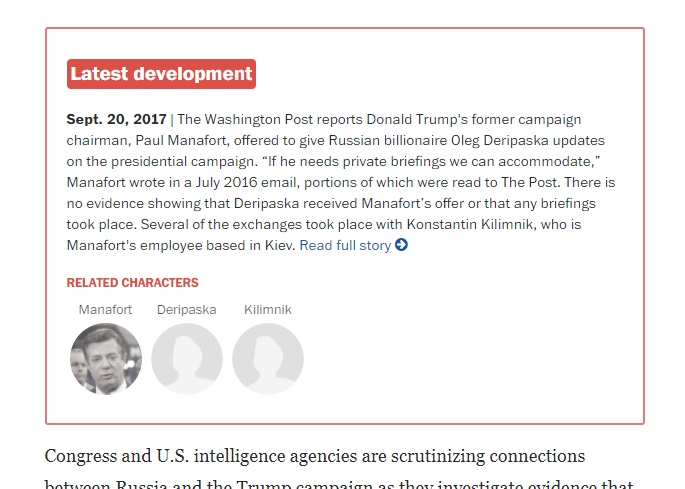 Latest development
Sept. 20, 2017 | The Washington Post reports Donald Trump's former campaign
chairman, Paul Manafort, offered to give Russian billionaire Oleg Deripaska updates
on the presidential campaign. “If he needs private briefings we can accommodate,”
Manafort wrote in a July 2016 email, portions of which were read to The Post. There is
no evidence showing that Deripaska received Manafort’s offer or that any briefings
took place. Several of the exchanges took place with Konstantin Kilimnik, who is
Manafort's employee based in Kiev. Read full story
RELATED CHARACTERS
Manafort Deripaska Kilimnik
Congress and U.S. intelligence agencies are scrutinizing connections
between Russia and the Trump campaign as they investigate evidence that